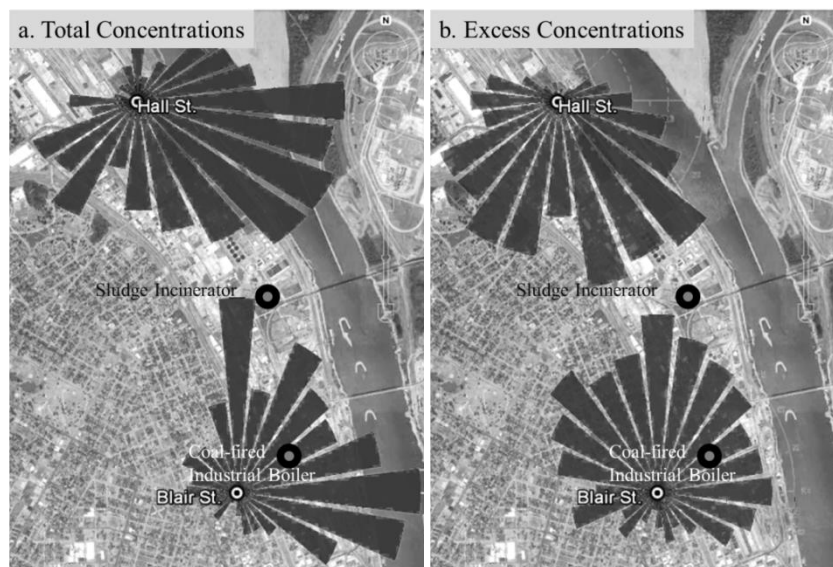 a. Total Concentrations
N
Hall St.
Sludge Incinerator
Coal-fired
Industrial Boiler
Blair St.
b. Excess Concentrations
N
Hall St.
Sludge Incinerator
Coal-fired
Industrial Boiler
Blair St.